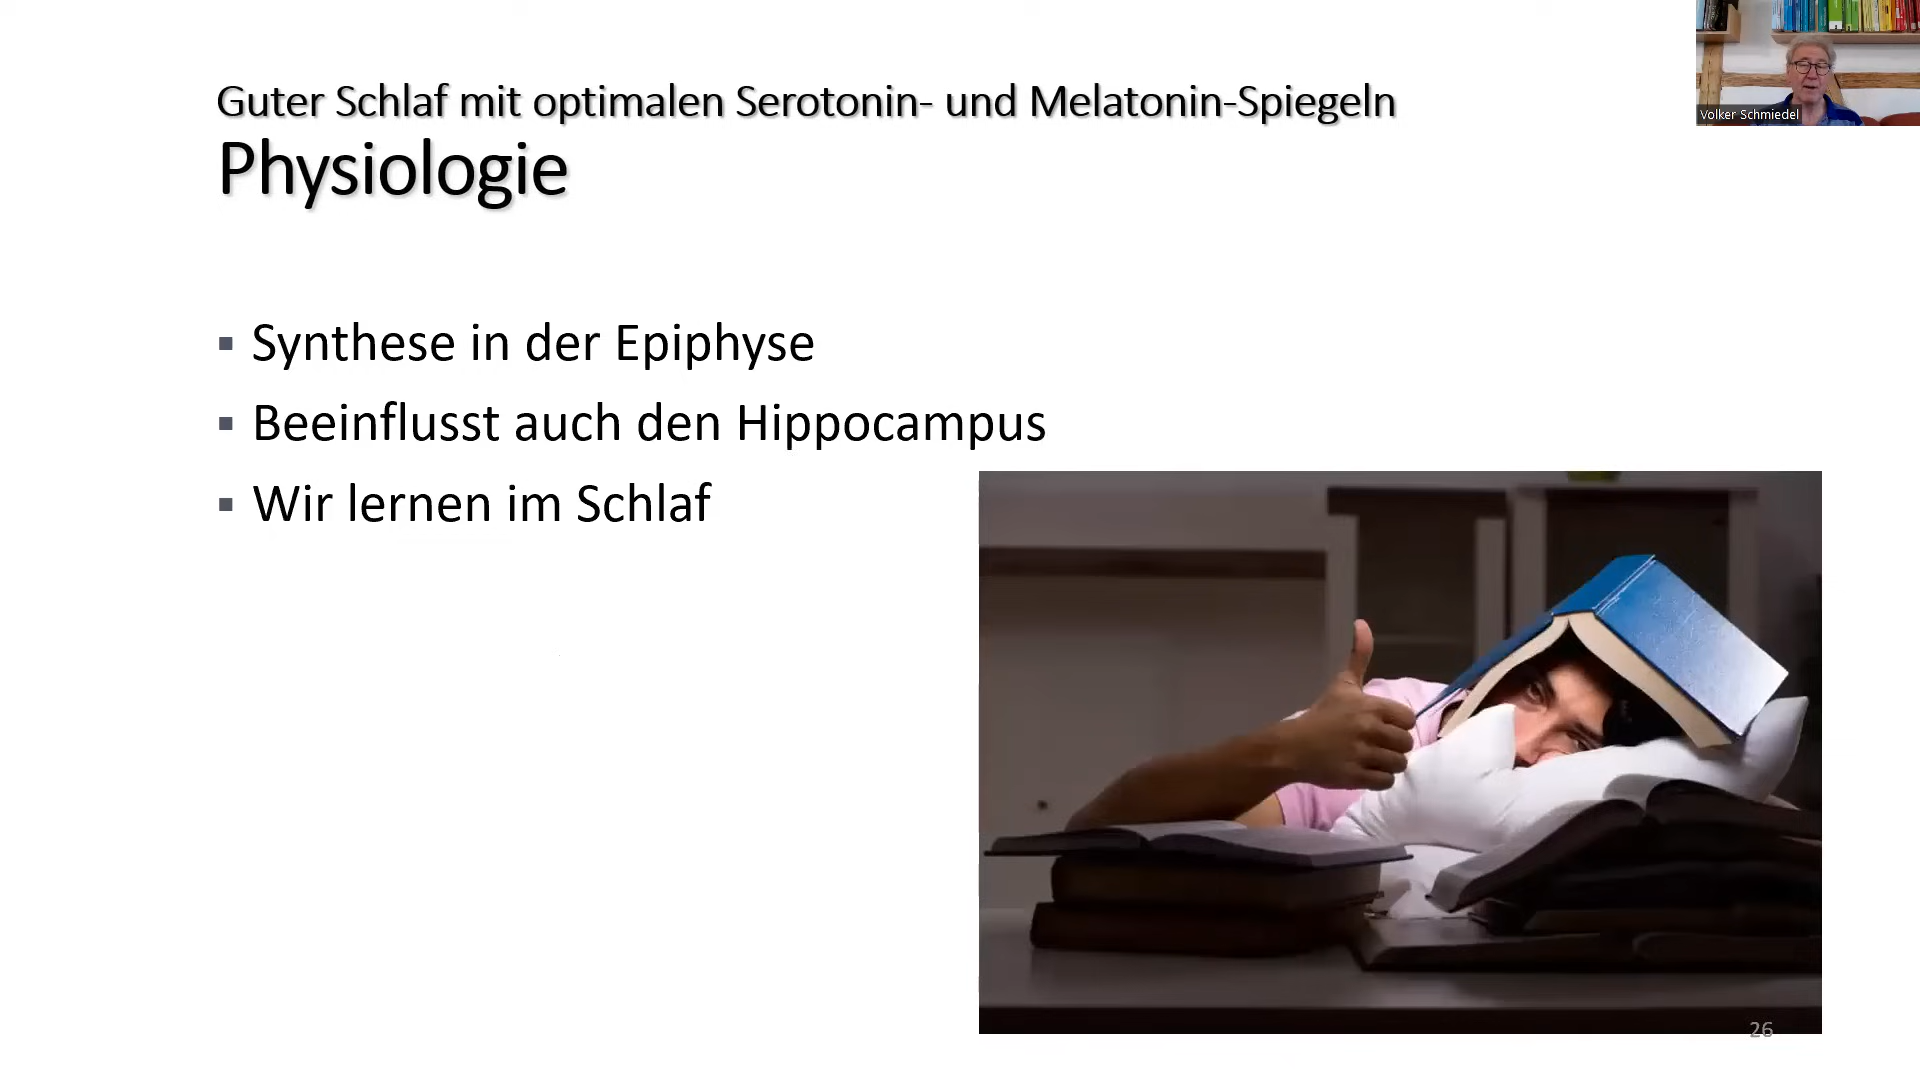 Guter Schlaf mit optimalen Serotonin- und Melatonin-Spiegeln
Physiologie
Volker Schmiedel
▪ Synthese in der Epiphyse
▪ Beeinflusst auch den Hippocampus
▪ Wir lernen im Schlaf
26